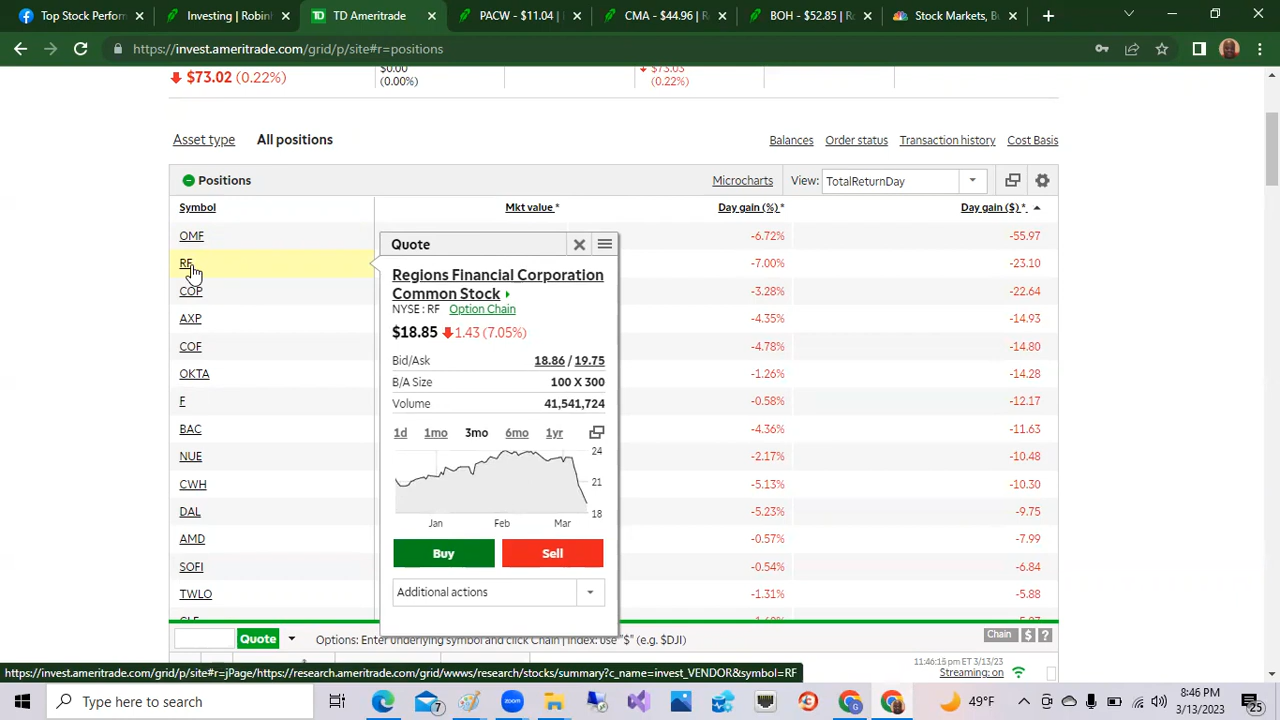 Top Stock Perform
Investing | Robinh
TD Ameritrade
PACW - $11.04 |
CMA - $44.96 | Ro
BOH - $52.85 | Ro
Stock Markets, Bu
https://invest.ameritrade.com/grid/p/site#r=positions
$73.02 (0.22%)
$0.00
(0.00%)
$73.03
(0.22%)
Asset type
All positions
Balances
Order status
Transaction history
Cost Basis
Positions
Microcharts
View:
TotalReturnDay
Symbol
Mkt value *
Day gain (%) *
Day gain ($) *
OMF
-6.72%
-55.97
RF
-7.00%
-23.10
COP
-3.28%
-22.64
AXP
-4.35%
-14.93
COF
-4.78%
-14.80
OKTA
-1.26%
-14.28
F
-0.58%
-12.17
BAC
-4.36%
-11.63
NUE
-2.17%
-10.48
CWH
-5.13%
-10.30
DAL
-5.23%
-9.75
AMD
-0.57%
-7.99
SOFI
-0.54%
-6.84
TWLO
-1.31%
-5.88
Quote
Regions Financial Corporation
Common Stock
NYSE : RF Option Chain
$18.85 1.43 (7.05%)
Bid/Ask 18.86 / 19.75
B/A Size 100 X 300
Volume 41,541,724
1d 1mo 3mo 6mo 1yr
24
21
18
Jan Feb Mar
Buy
Sell
Additional actions
Quote
Options: Enter underlying symbol and click Chain | Index: use "$" (e.g. $DJI)
Chain $ ?
11:46:15 pm ET 3/13/23
Streaming: on
https://invest.ameritrade.com/grid/p/site#r=jPage/https://research.ameritrade.com/grid/wwws/research/stocks/summary?c_name=invest_VENDOR&symbol=RF
Type here to search
7
49°F
8:46 PM
3/13/2023
25